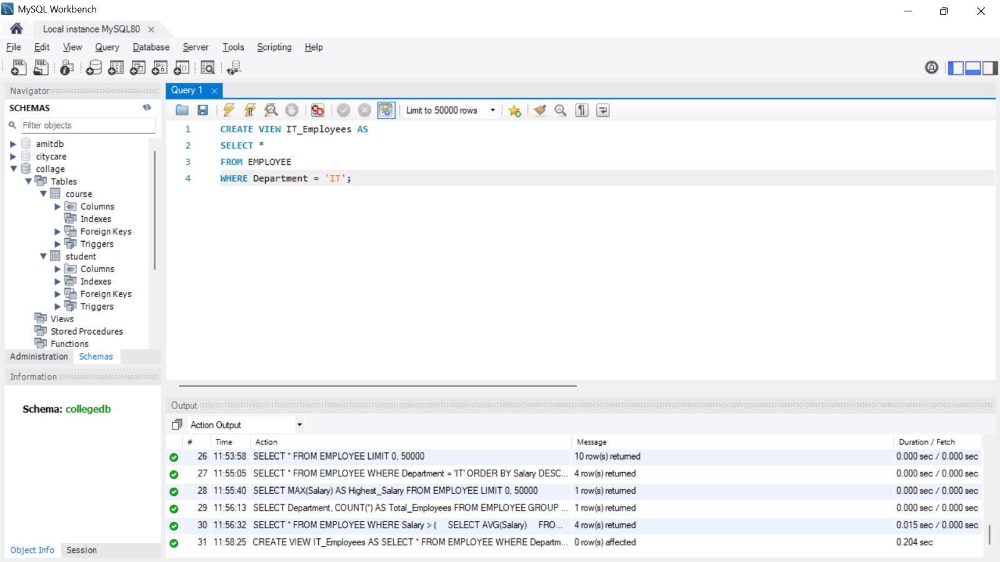 MySQL Workbench
Local instance MySQL80
File Edit View Query Database Server Tools Scripting Help
Navigator
SCHEMAS
Filter objects
amitdb
citycare
collage
Tables
course
Columns
Indexes
Foreign Keys
Triggers
student
Columns
Indexes
Foreign Keys
Triggers
Views
Stored Procedures
Functions
Administration Schemas
Information
Schema: collegedb
Object Info Session
Query 1
Limit to 50000 rows
1 CREATE VIEW IT_Employees AS
2 SELECT *
3 FROM EMPLOYEE
4 WHERE Department = 'IT';
Output
Action Output
# Time Action Message Duration / Fetch
26 11:53:58 SELECT * FROM EMPLOYEE LIMIT 0, 50000 10 row(s) returned 0.000 sec / 0.000 sec
27 11:55:05 SELECT * FROM EMPLOYEE WHERE Department = 'IT' ORDER BY Salary DESC... 4 row(s) returned 0.000 sec / 0.000 sec
28 11:55:40 SELECT MAX(Salary) AS Highest_Salary FROM EMPLOYEE LIMIT 0, 50000 1 row(s) returned 0.000 sec / 0.000 sec
29 11:56:13 SELECT Department, COUNT(*) AS Total_Employees FROM EMPLOYEE GROUP ... 1 row(s) returned 0.000 sec / 0.000 sec
30 11:56:32 SELECT * FROM EMPLOYEE WHERE Salary > ( SELECT AVG(Salary) FRO... 4 row(s) returned 0.015 sec / 0.000 sec
31 11:58:25 CREATE VIEW IT_Employees AS SELECT * FROM EMPLOYEE WHERE Departm... 0 row(s) affected 0.204 sec